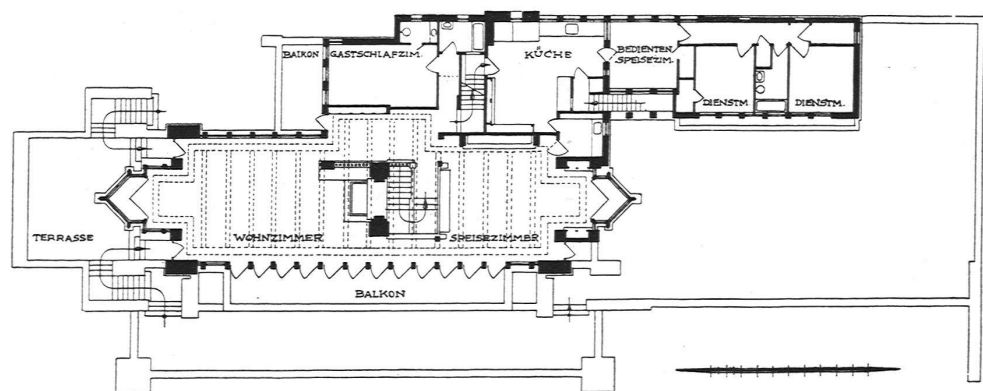 BALKON
GASTSCHLAFZIM.
KÜCHE
BEDIENTEN
SPEISEZIM.
DIENSTM.
DIENSTM.
TERRASSE
WOHNZIMMER
SPEISEZIMMER
BALKON